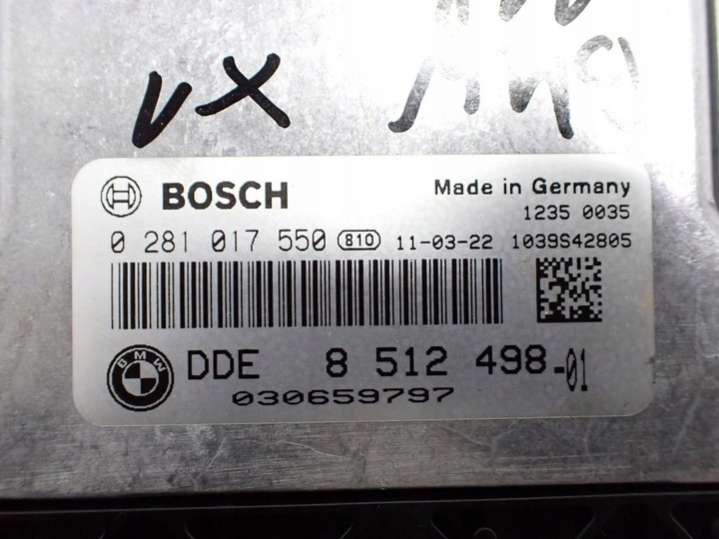 VX
BOSCH Made in Germany
1235 0035
0 281 017 550 810 11-03-22 1039S42805
BMW DDE 8 512 498-01
030659797